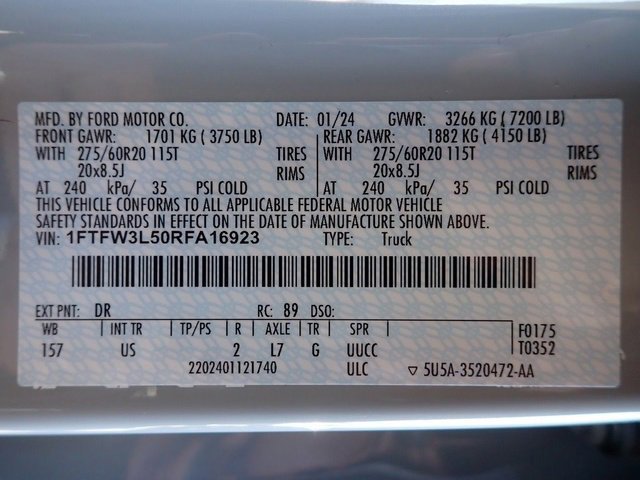 MFD. BY FORD MOTOR CO. DATE: 01/24 GVWR: 3266 KG ( 7200 LB)
FRONT GAWR: 1701 KG ( 3750 LB) REAR GAWR: 1882 KG ( 4150 LB)
WITH 275/60R20 115T TIRES WITH 275/60R20 115T TIRES
20x8.5J RIMS 20x8.5J RIMS
AT 240 kPa/ 35 PSI COLD AT 240 kPa/ 35 PSI COLD
THIS VEHICLE CONFORMS TO ALL APPLICABLE FEDERAL MOTOR VEHICLE
SAFETY STANDARDS IN EFFECT ON THE DATE OF MANUFACTURE SHOWN ABOVE.
VIN: 1FTFW3L50RFA16923 TYPE: Truck
EXT PNT: DR RC: 89 DSO:
WB INT TR TP/PS R AXLE TR SPR F0175
157 US 2 L7 G UUCC T0352
2202401121740 ULC ▽ 5U5A-3520472-AA